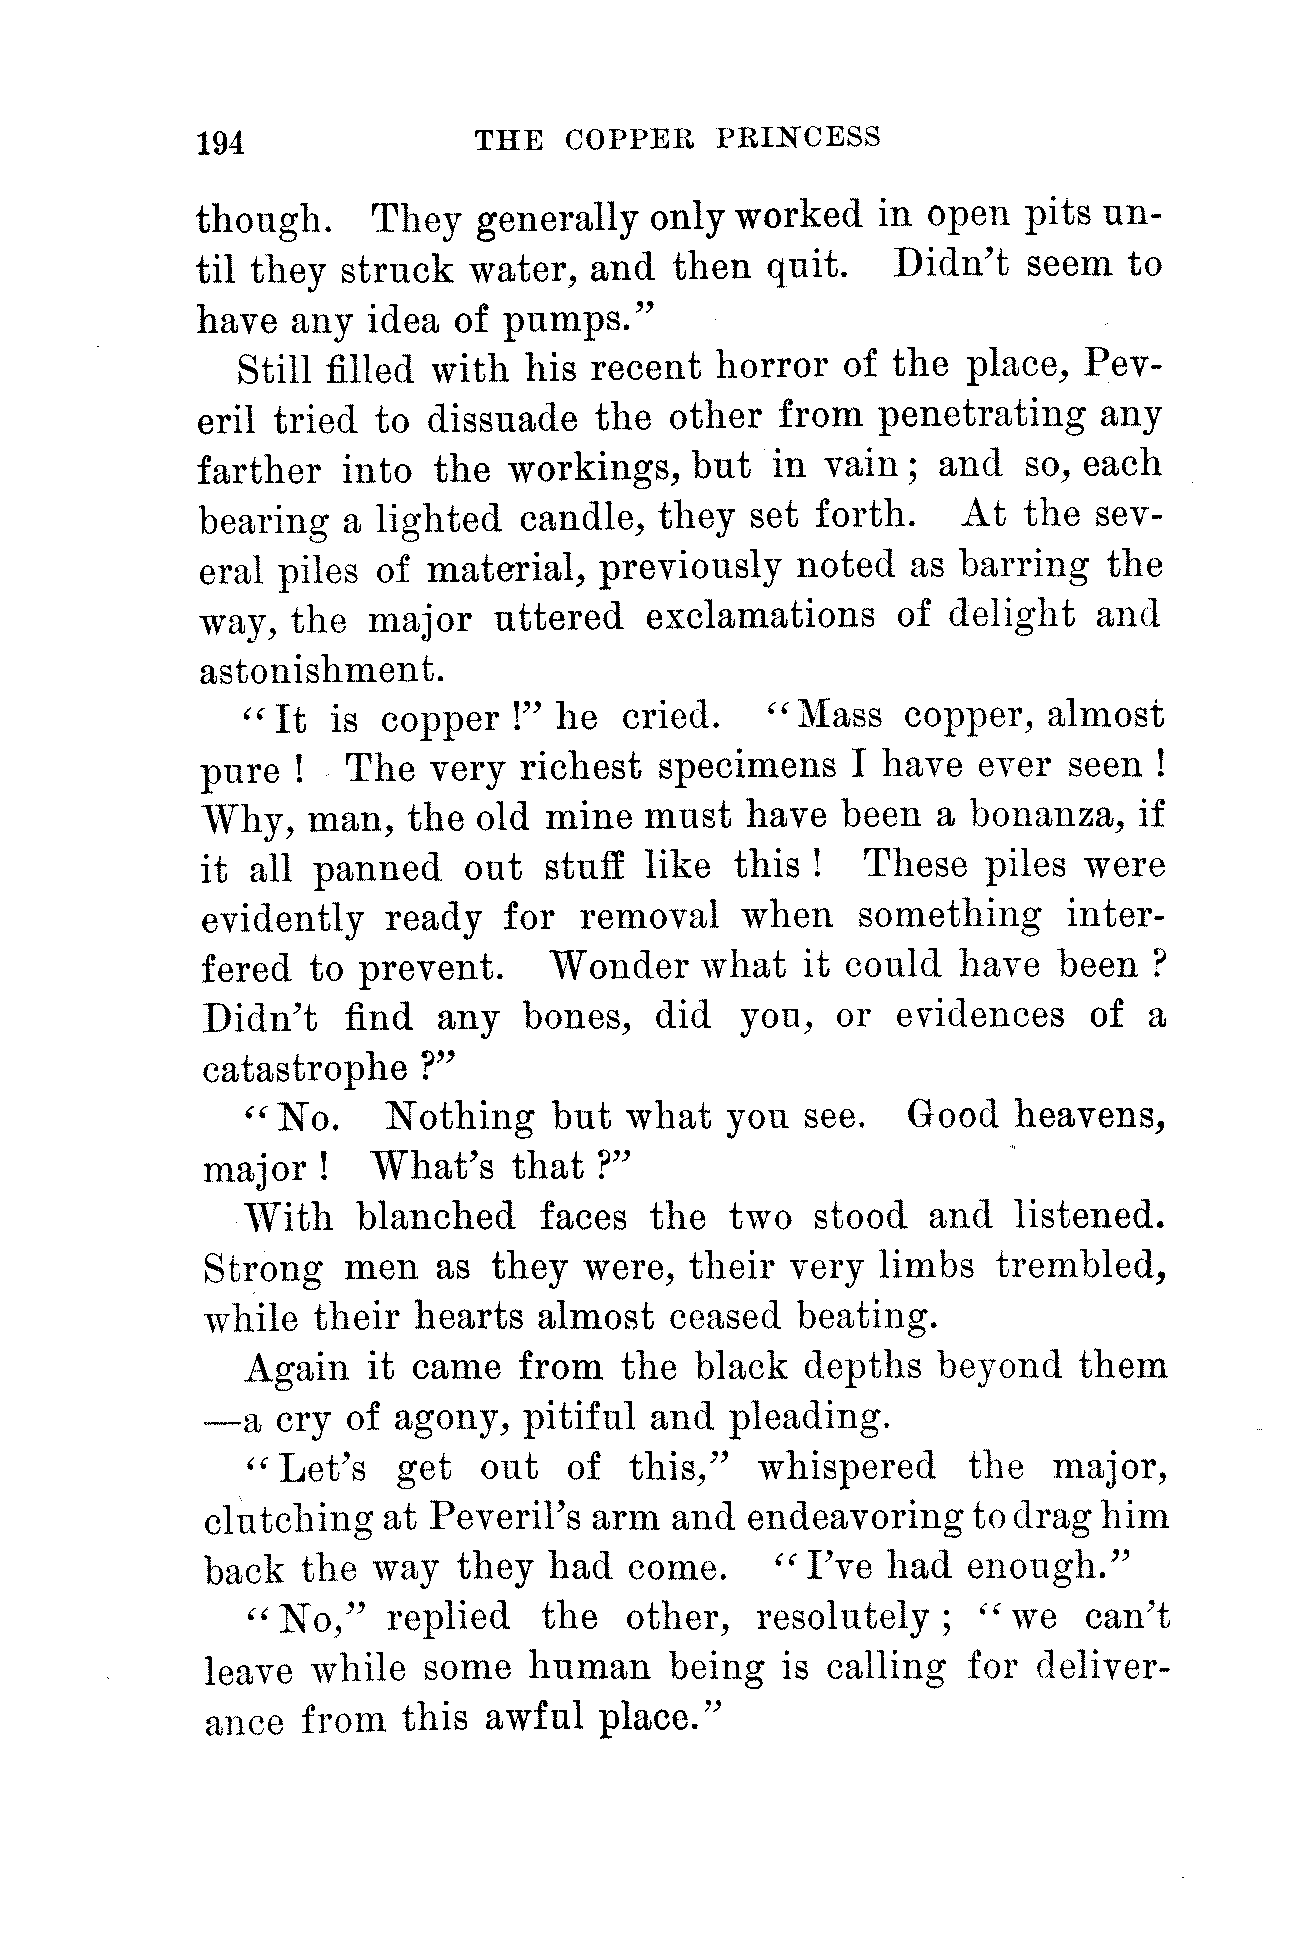 194 THE COPPER PRINCESS
though. They generally only worked in open pits un-
til they struck water, and then quit. Didn't seem to
have any idea of pumps."
Still filled with his recent horror of the place, Pev-
eril tried to dissuade the other from penetrating any
farther into the workings, but in vain; and so, each
bearing a lighted candle, they set forth. At the sev-
eral piles of material, previously noted as barring the
way, the major uttered exclamations of delight and
astonishment.
"It is copper!" he cried. "Mass copper, almost
pure! The very richest specimens I have ever seen!
Why, man, the old mine must have been a bonanza, if
it all panned out stuff like this! These piles were
evidently ready for removal when something inter-
fered to prevent. Wonder what it could have been?
Didn't find any bones, did you, or evidences of a
catastrophe?"
"No. Nothing but what you see. Good heavens,
major! What's that?"
With blanched faces the two stood and listened.
Strong men as they were, their very limbs trembled,
while their hearts almost ceased beating.
Again it came from the black depths beyond them
—a cry of agony, pitiful and pleading.
"Let's get out of this," whispered the major,
clutching at Peveril's arm and endeavoring to drag him
back the way they had come. "I've had enough."
"No," replied the other, resolutely; "we can't
leave while some human being is calling for deliver-
ance from this awful place."